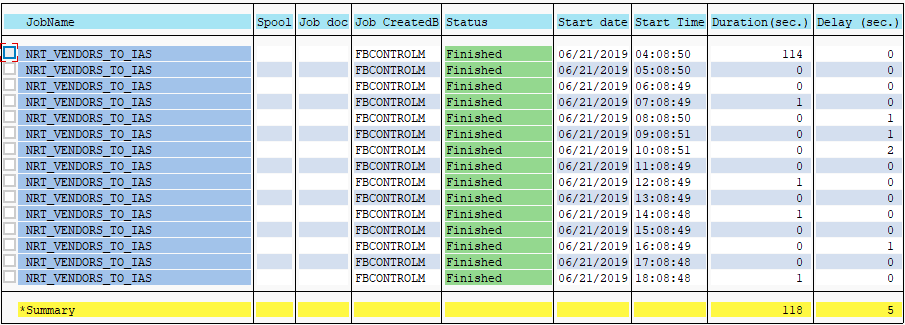 JobName Spool Job doc Job CreatedB Status Start date Start Time Duration(sec.) Delay (sec.)
NRT_VENDORS_TO_IAS FBCONTROLM Finished 06/21/2019 04:08:50 114 0
NRT_VENDORS_TO_IAS FBCONTROLM Finished 06/21/2019 05:08:50 0 0
NRT_VENDORS_TO_IAS FBCONTROLM Finished 06/21/2019 06:08:49 0 0
NRT_VENDORS_TO_IAS FBCONTROLM Finished 06/21/2019 07:08:49 1 0
NRT_VENDORS_TO_IAS FBCONTROLM Finished 06/21/2019 08:08:50 0 1
NRT_VENDORS_TO_IAS FBCONTROLM Finished 06/21/2019 09:08:51 0 1
NRT_VENDORS_TO_IAS FBCONTROLM Finished 06/21/2019 10:08:51 0 2
NRT_VENDORS_TO_IAS FBCONTROLM Finished 06/21/2019 11:08:49 0 0
NRT_VENDORS_TO_IAS FBCONTROLM Finished 06/21/2019 12:08:49 1 0
NRT_VENDORS_TO_IAS FBCONTROLM Finished 06/21/2019 13:08:49 0 0
NRT_VENDORS_TO_IAS FBCONTROLM Finished 06/21/2019 14:08:48 1 0
NRT_VENDORS_TO_IAS FBCONTROLM Finished 06/21/2019 15:08:49 0 0
NRT_VENDORS_TO_IAS FBCONTROLM Finished 06/21/2019 16:08:49 0 1
NRT_VENDORS_TO_IAS FBCONTROLM Finished 06/21/2019 17:08:48 0 0
NRT_VENDORS_TO_IAS FBCONTROLM Finished 06/21/2019 18:08:48 1 0
*Summary 118 5